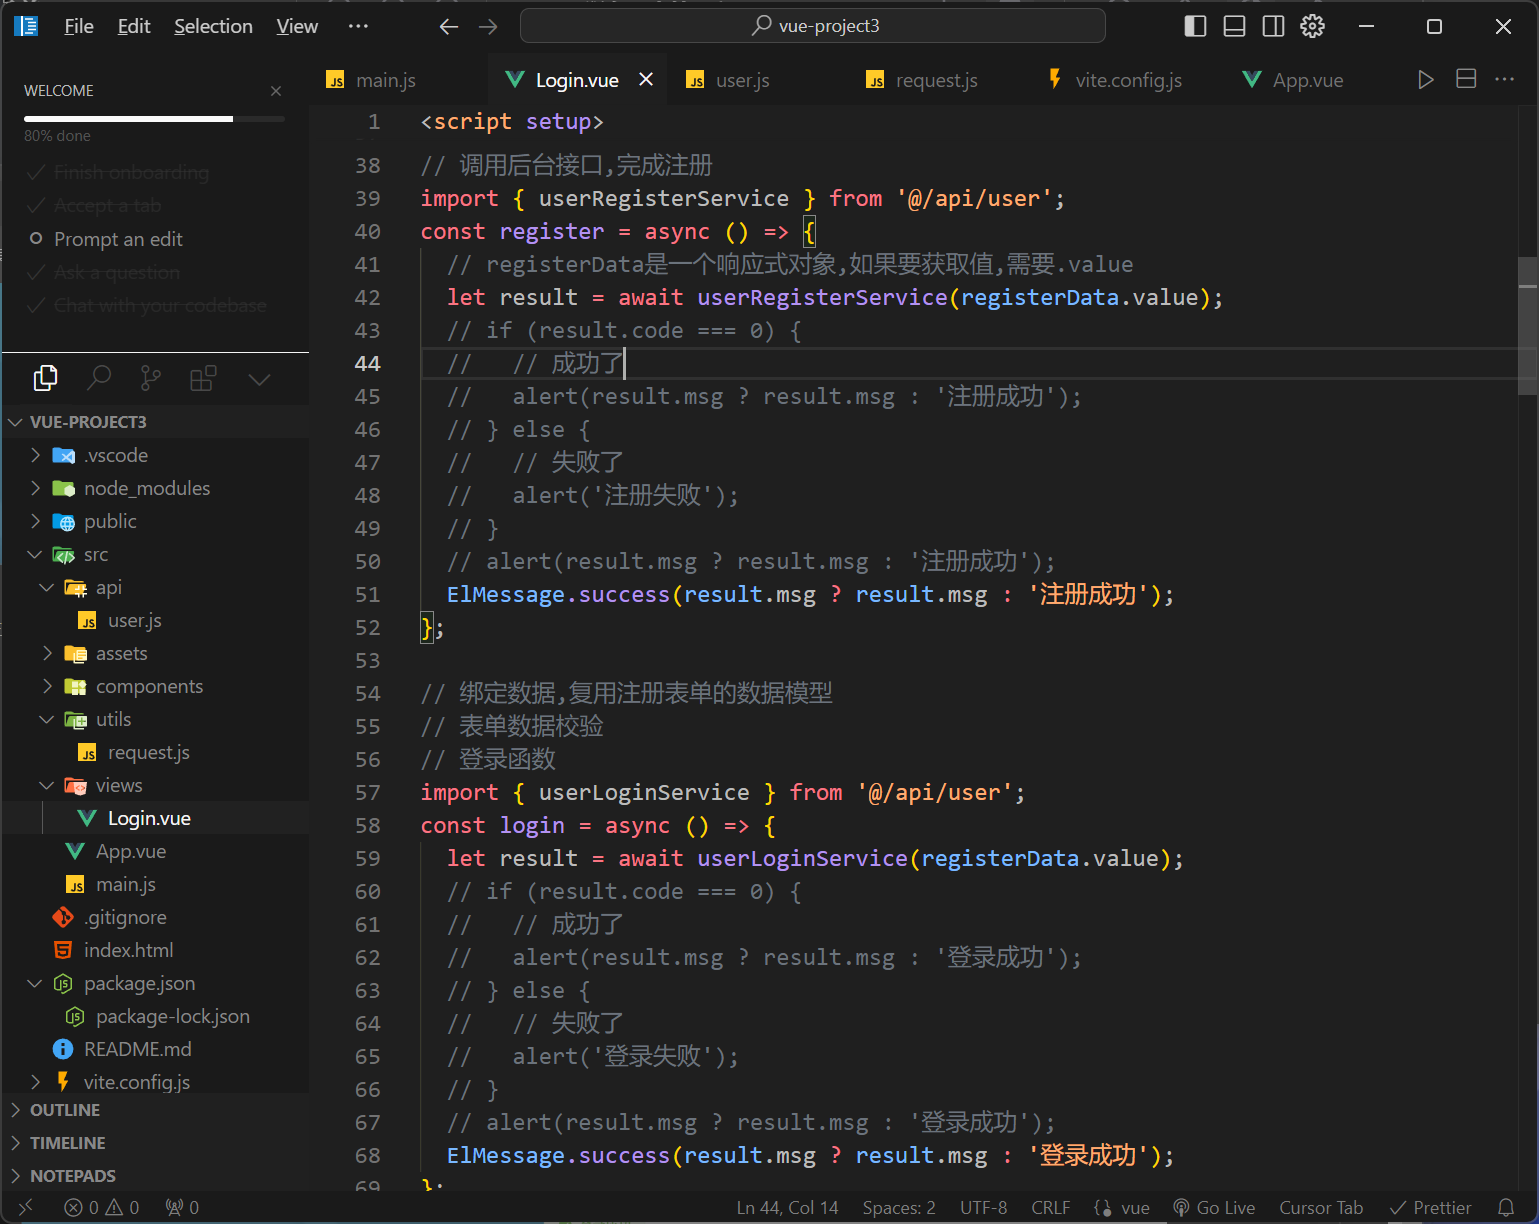 File Edit Selection View ··· vue-project3
WELCOME
80% done
Finish onboarding
Accept a tab
Prompt an edit
Ask a question
Chat with your codebase
VUE-PROJECT3
.vscode
node_modules
public
src
api
user.js
assets
components
utils
request.js
views
Login.vue
App.vue
main.js
.gitignore
index.html
package.json
package-lock.json
README.md
vite.config.js
OUTLINE
TIMELINE
NOTEPADS
main.js Login.vue user.js request.js vite.config.js App.vue
1 <script setup>
38 // 调用后台接口,完成注册
39 import { userRegisterService } from '@/api/user';
40 const register = async () => {
41 // registerData是一个响应式对象,如果要获取值,需要.value
42 let result = await userRegisterService(registerData.value);
43 // if (result.code === 0) {
44 //   // 成功了
45 //   alert(result.msg ? result.msg : '注册成功');
46 // } else {
47 //   // 失败了
48 //   alert('注册失败');
49 // }
50 // alert(result.msg ? result.msg : '注册成功');
51 ElMessage.success(result.msg ? result.msg : '注册成功');
52 };
53
54 // 绑定数据,复用注册表单的数据模型
55 // 表单数据校验
56 // 登录函数
57 import { userLoginService } from '@/api/user';
58 const login = async () => {
59 let result = await userLoginService(registerData.value);
60 // if (result.code === 0) {
61 //   // 成功了
62 //   alert(result.msg ? result.msg : '登录成功');
63 // } else {
64 //   // 失败了
65 //   alert('登录失败');
66 // }
67 // alert(result.msg ? result.msg : '登录成功');
68 ElMessage.success(result.msg ? result.msg : '登录成功');
69 };
0 0 0 Ln 44, Col 14 Spaces: 2 UTF-8 CRLF vue Go Live Cursor Tab Prettier